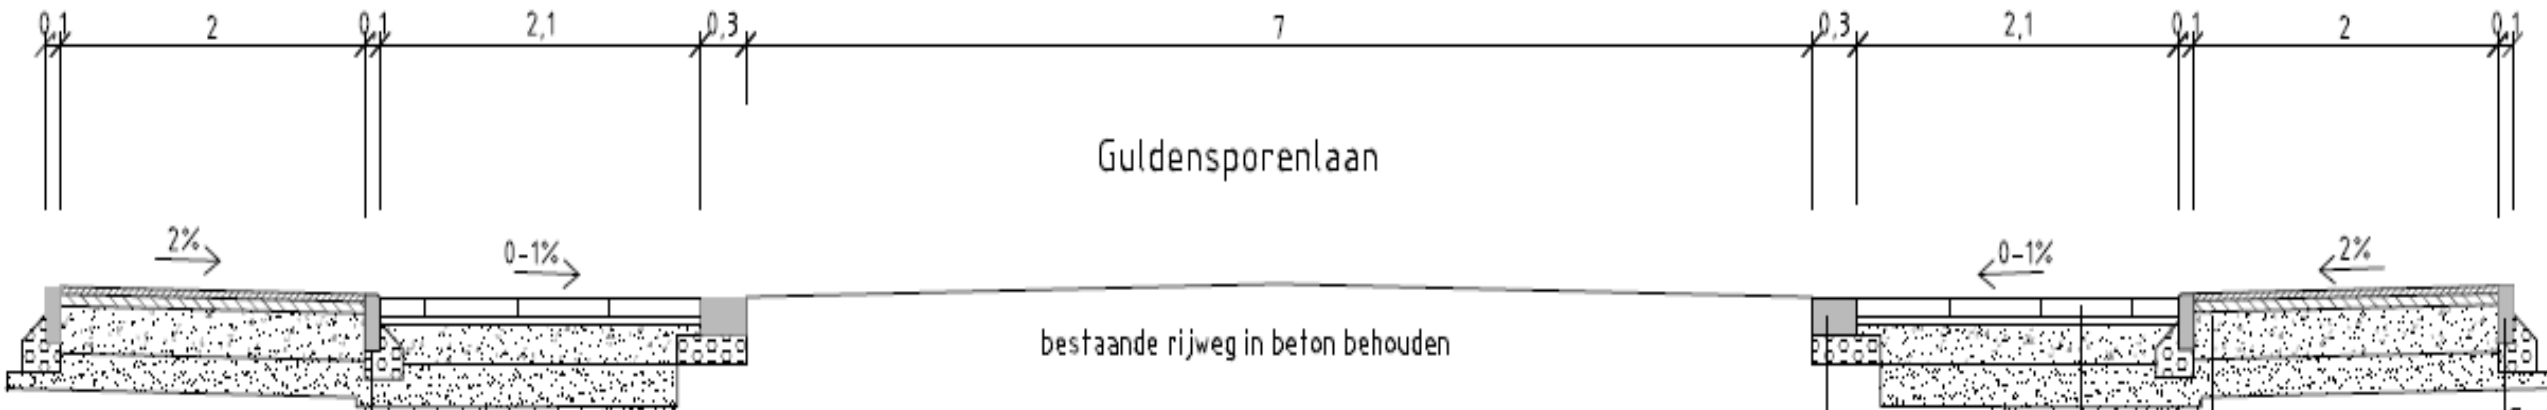 0,1 2 0,1 2,1 0,3 7 0,3 2,1 0,1 2 0,1
Guldensporenlaan
2% 0-1% 0-1% 2%
bestaande rijweg in beton behouden